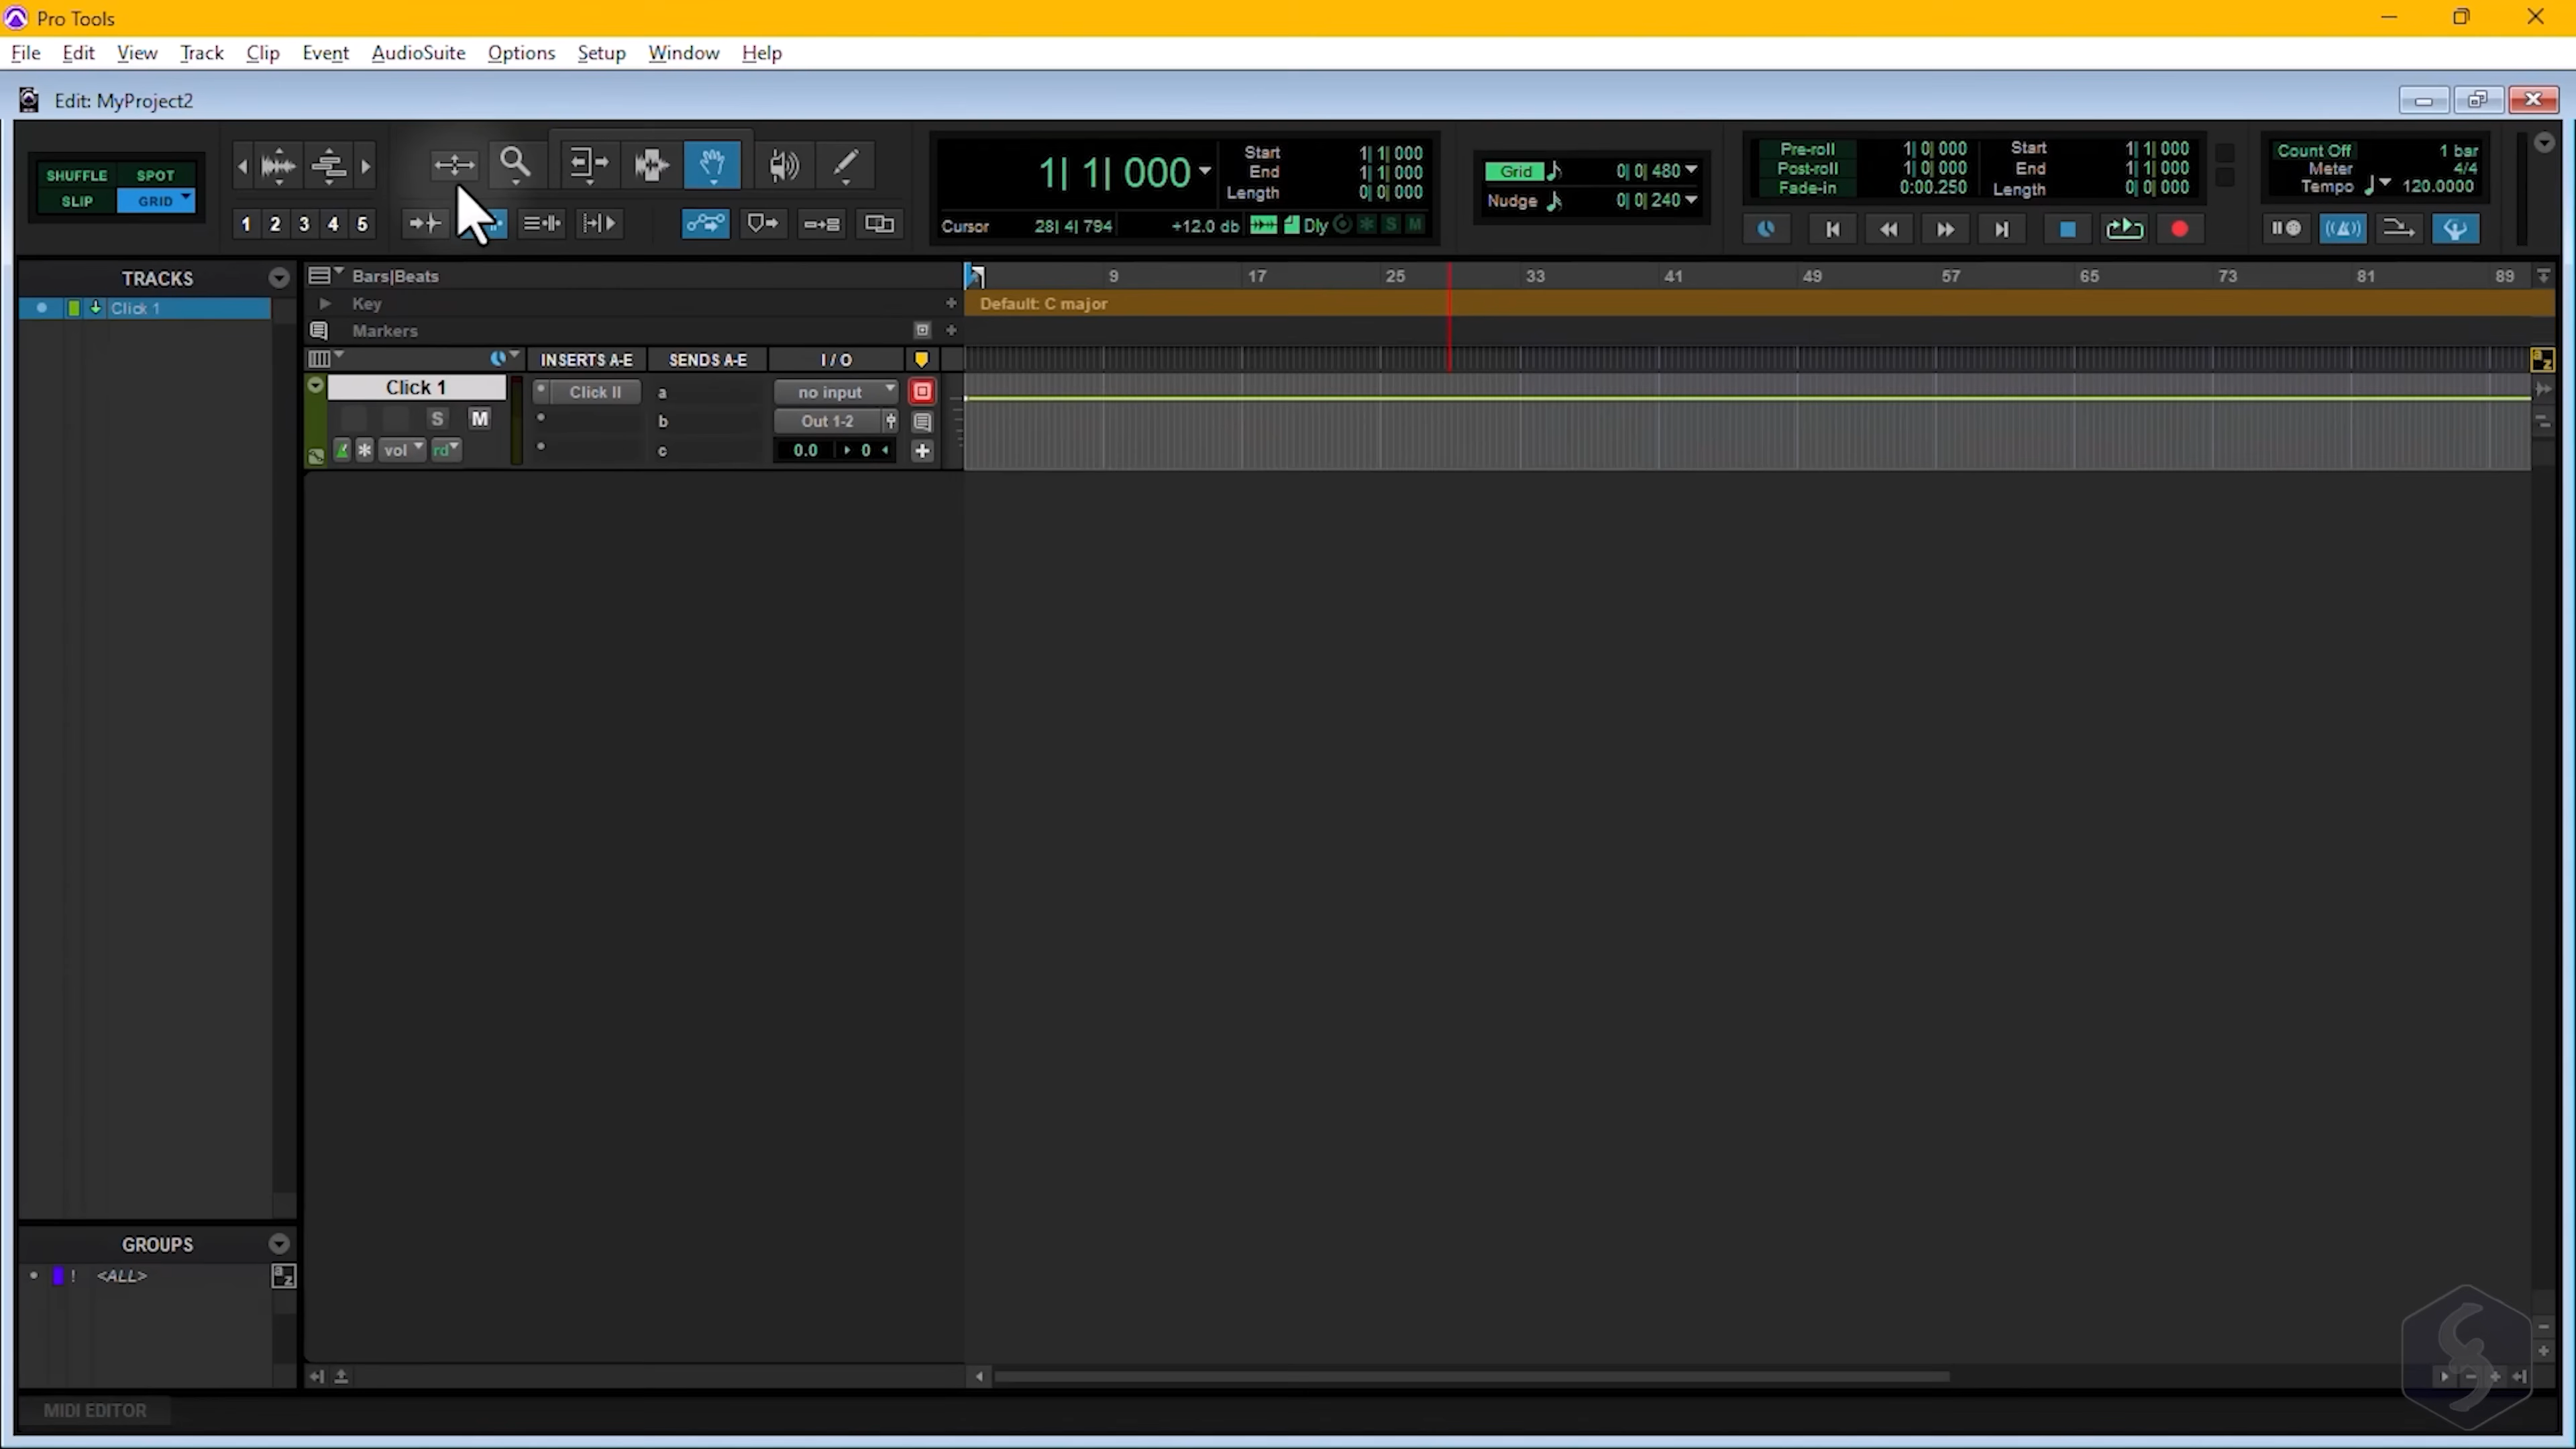 Pro Tools
File Edit View Track Clip Event AudioSuite Options Setup Window Help
Edit: MyProject2
SHUFFLE SPOT
SLIP GRID
1 2 3 4 5
1| 1| 000
Start 1| 1| 000
End 1| 1| 000
Length 0| 0| 000
Cursor 28| 4| 794 +12.0 db Dly S M
Grid 0| 0| 480
Nudge 0| 0| 240
Pre-roll 1| 0| 000 Start 1| 1| 000
Post-roll 1| 0| 000 End 1| 1| 000
Fade-in 0:00.250 Length 0| 0| 000
Count Off 1 bar
Meter 4/4
Tempo 120.0000
TRACKS
Click 1
Bars|Beats 9 17 25 33 41 49 57 65 73 81 89
Key Default: C major
Markers
INSERTS A-E SENDS A-E I / O
a z
Click 1 Click II a no input
S M b Out 1-2
vol rd c 0.0 0
GROUPS
! <ALL> a z
MIDI EDITOR